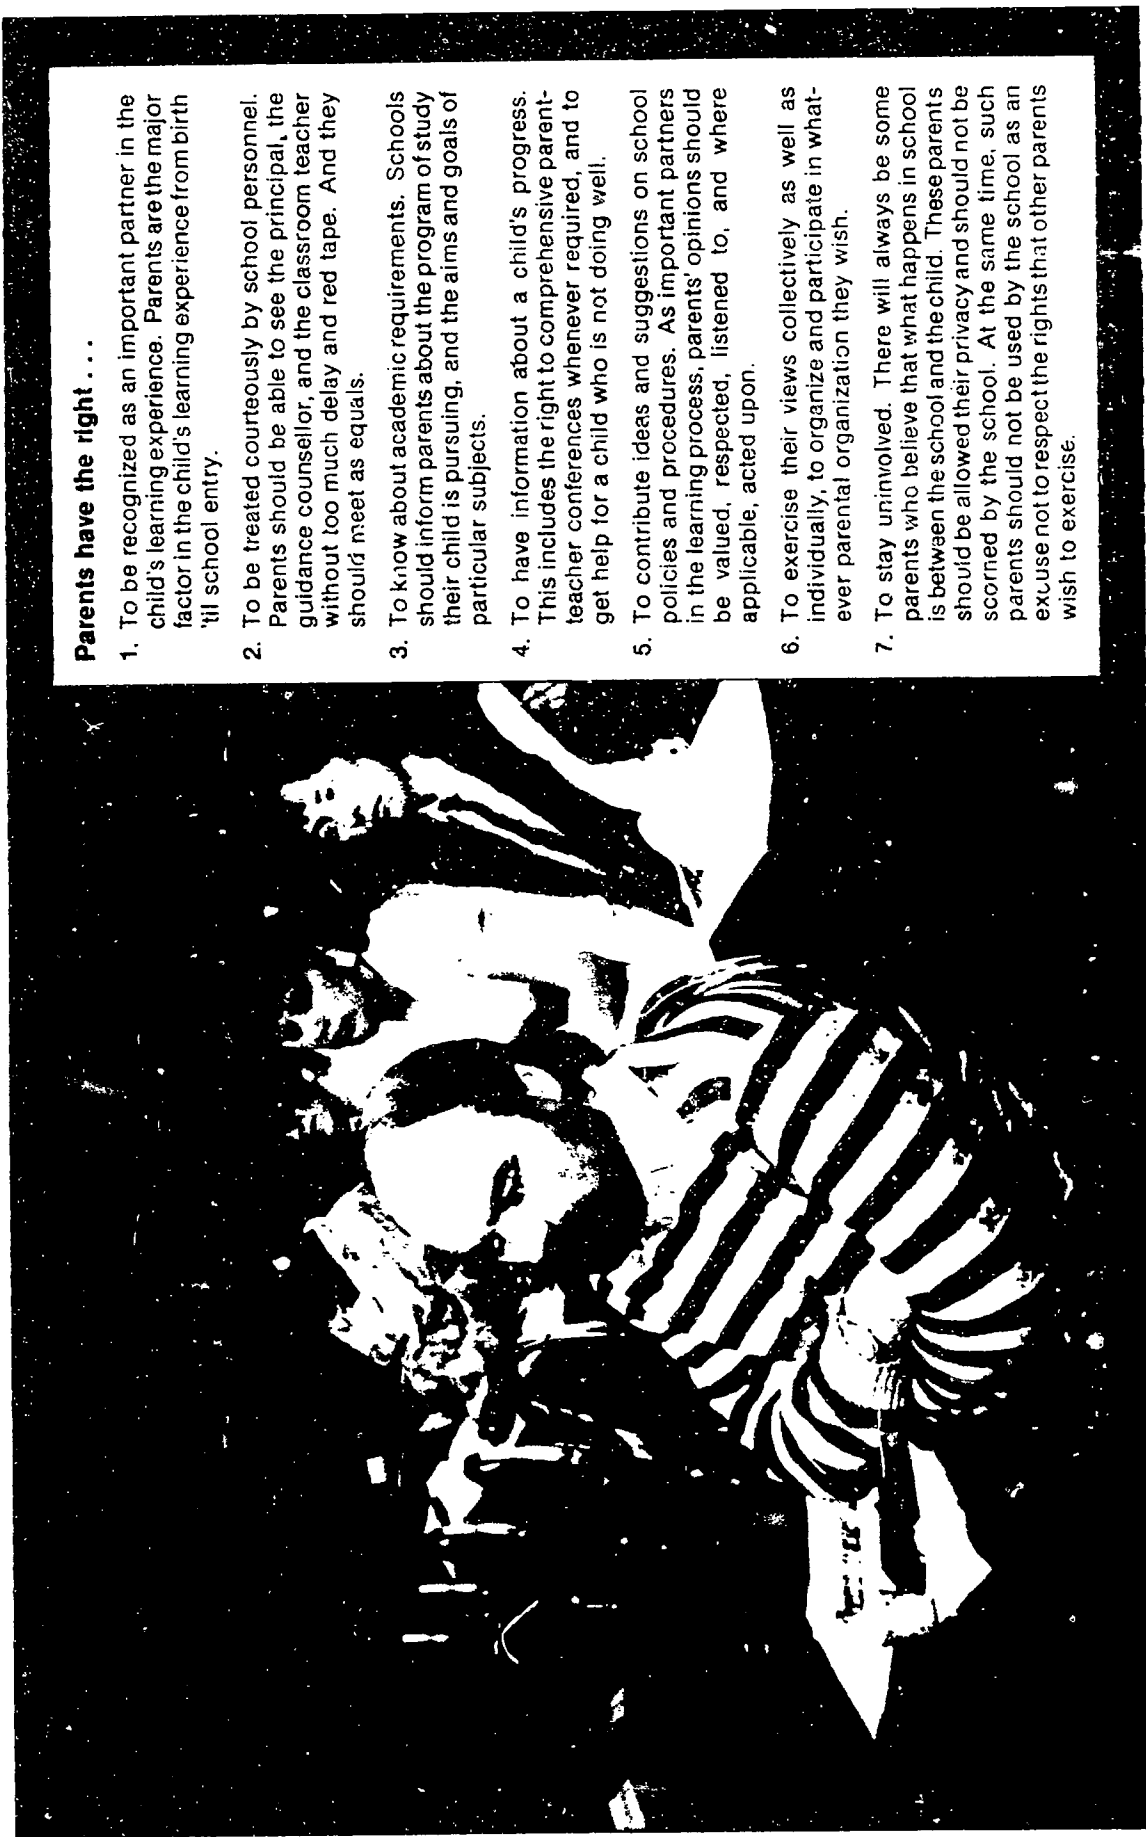 Parents have the right...
1. To be recognized as an important partner in the
child's learning experience. Parents are the major
factor in the child's learning experience from birth
'til school entry.
2. To be treated courteously by school personnel.
Parents should be able to see the principal, the
guidance counsellor, and the classroom teacher
without too much delay and red tape. And they
should meet as equals.
3. To know about academic requirements. Schools
should inform parents about the program of study
their child is pursuing, and the aims and goals of
particular subjects.
4. To have information about a child's progress.
This includes the right to comprehensive parent-
teacher conferences whenever required, and to
get help for a child who is not doing well.
5. To contribute ideas and suggestions on school
policies and procedures. As important partners
in the learning process, parents' opinions should
be valued, respected, listened to, and where
applicable, acted upon.
6. To exercise their views collectively as well as
individually, to organize and participate in what-
ever parental organization they wish.
7. To stay uninvolved. There will always be some
parents who believe that what happens in school
is between the school and the child. These parents
should be allowed their privacy and should not be
scorned by the school. At the same time, such
parents should not be used by the school as an
excuse not to respect the rights that other parents
wish to exercise.